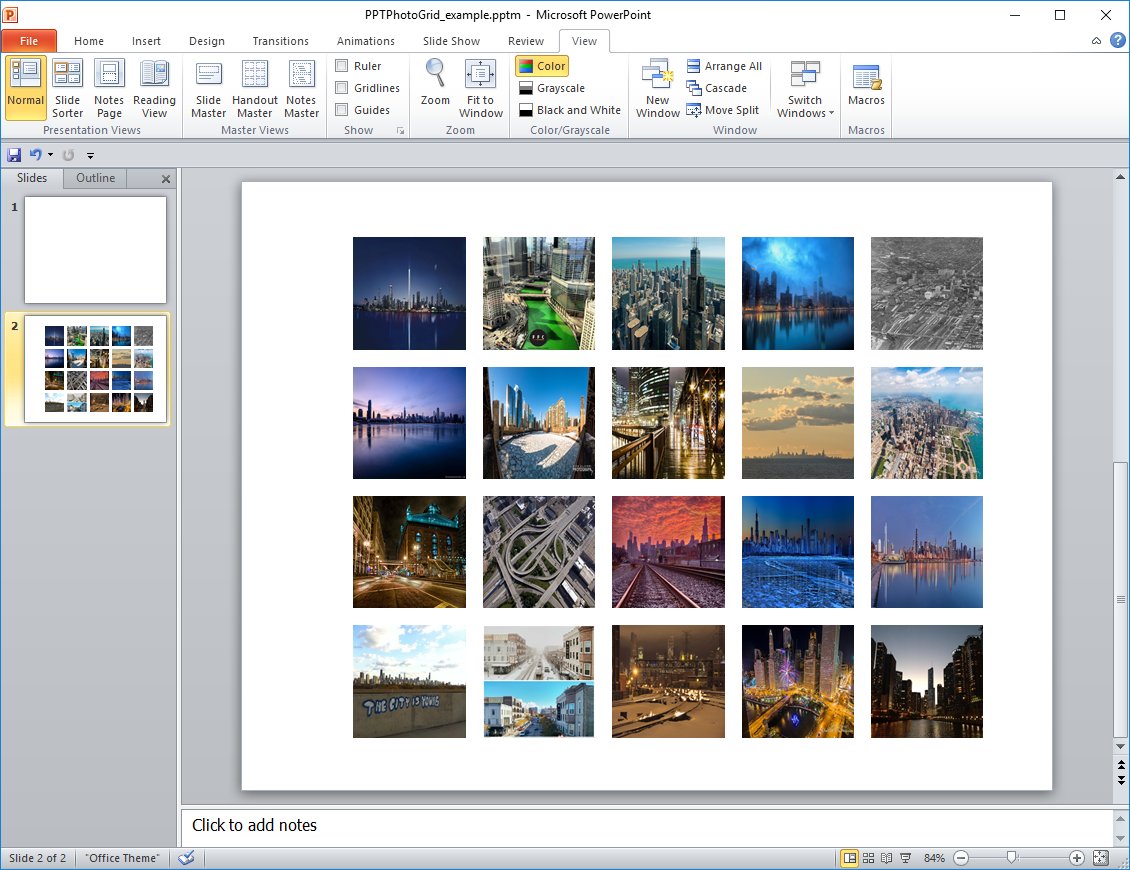 PPTPhotoGrid_example.pptm - Microsoft PowerPoint
File Home Insert Design Transitions Animations Slide Show Review View
Normal Slide Sorter Notes Page Reading View
Presentation Views
Slide Master Handout Master Notes Master
Master Views
Ruler
Gridlines
Guides
Show
Zoom Fit to Window
Zoom
Color
Grayscale
Black and White
Color/Grayscale
New Window
Arrange All
Cascade
Move Split
Switch Windows
Window
Macros
Macros
Slides Outline
1
2
THE CITY IS YOURS
Click to add notes
Slide 2 of 2 "Office Theme" 84%